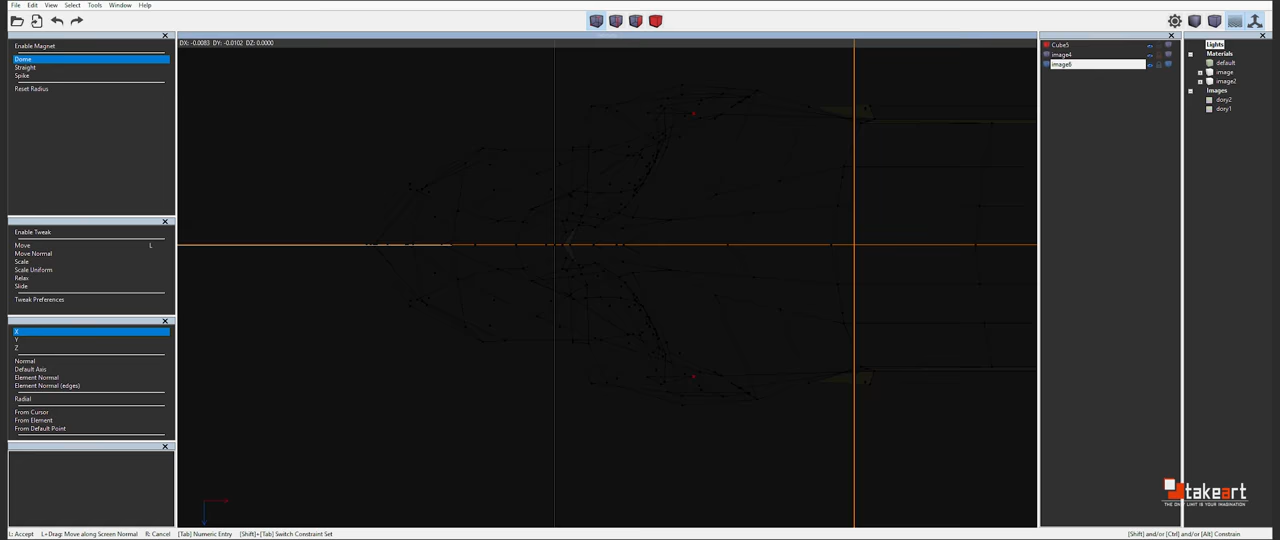 File Edit View Select Tools Window Help
Enable Magnet
Dome
Straight
Spike
Reset Radius
Enable Tweak
Move L
Move Normal
Scale
Scale Uniform
Relax
Slide
Tweak Preferences
X
Y
Z
Normal
Default Axis
Element Normal
Element Normal (edges)
Radial
From Cursor
From Element
From Default Point
DX: -0.0083 DY: -0.0102 DZ: 0.0000
Cube5
image4
image6
Lights
Materials
default
image
image2
Images
dory2
dory1
takeart
THE ONLY LIMIT IS YOUR IMAGINATION
L: Accept L+Drag: Move along Screen Normal R: Cancel [Tab] Numeric Entry [Shift]+[Tab] Switch Constraint Set
[Shift] and/or [Ctrl] and/or [Alt] Constrain